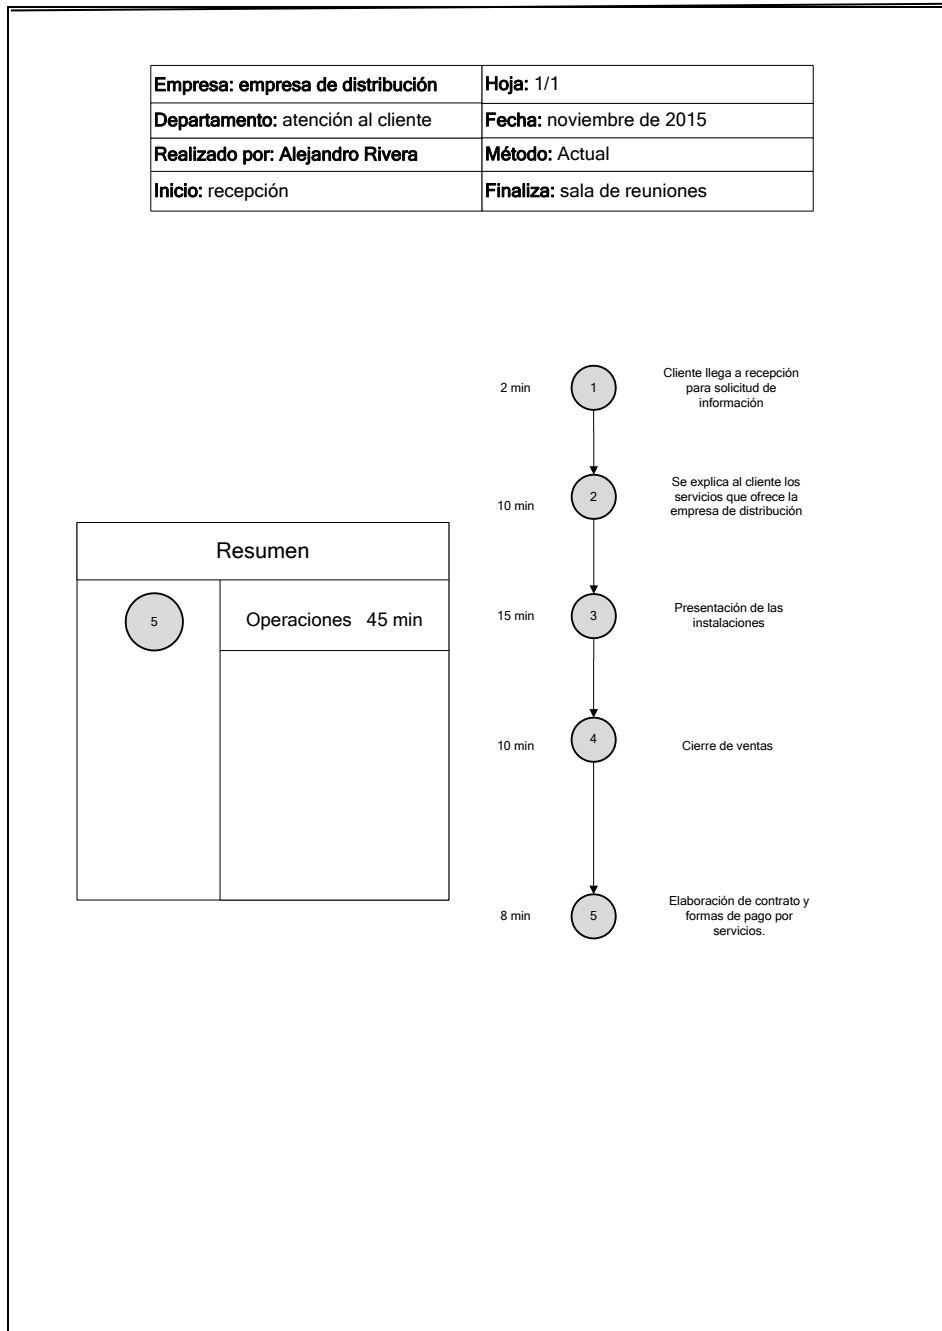 Empresa: empresa de distribución
Hoja: 1/1
Departamento: atención al cliente
Fecha: noviembre de 2015
Realizado por: Alejandro Rivera
Método: Actual
Inicio: recepción
Finaliza: sala de reuniones
2 min
1
Cliente llega a recepción
para solicitud de
información
10 min
2
Se explica al cliente los
servicios que ofrece la
empresa de distribución
Resumen
5
Operaciones 45 min
15 min
3
Presentación de las
instalaciones
10 min
4
Cierre de ventas
8 min
5
Elaboración de contrato y
formas de pago por
servicios.